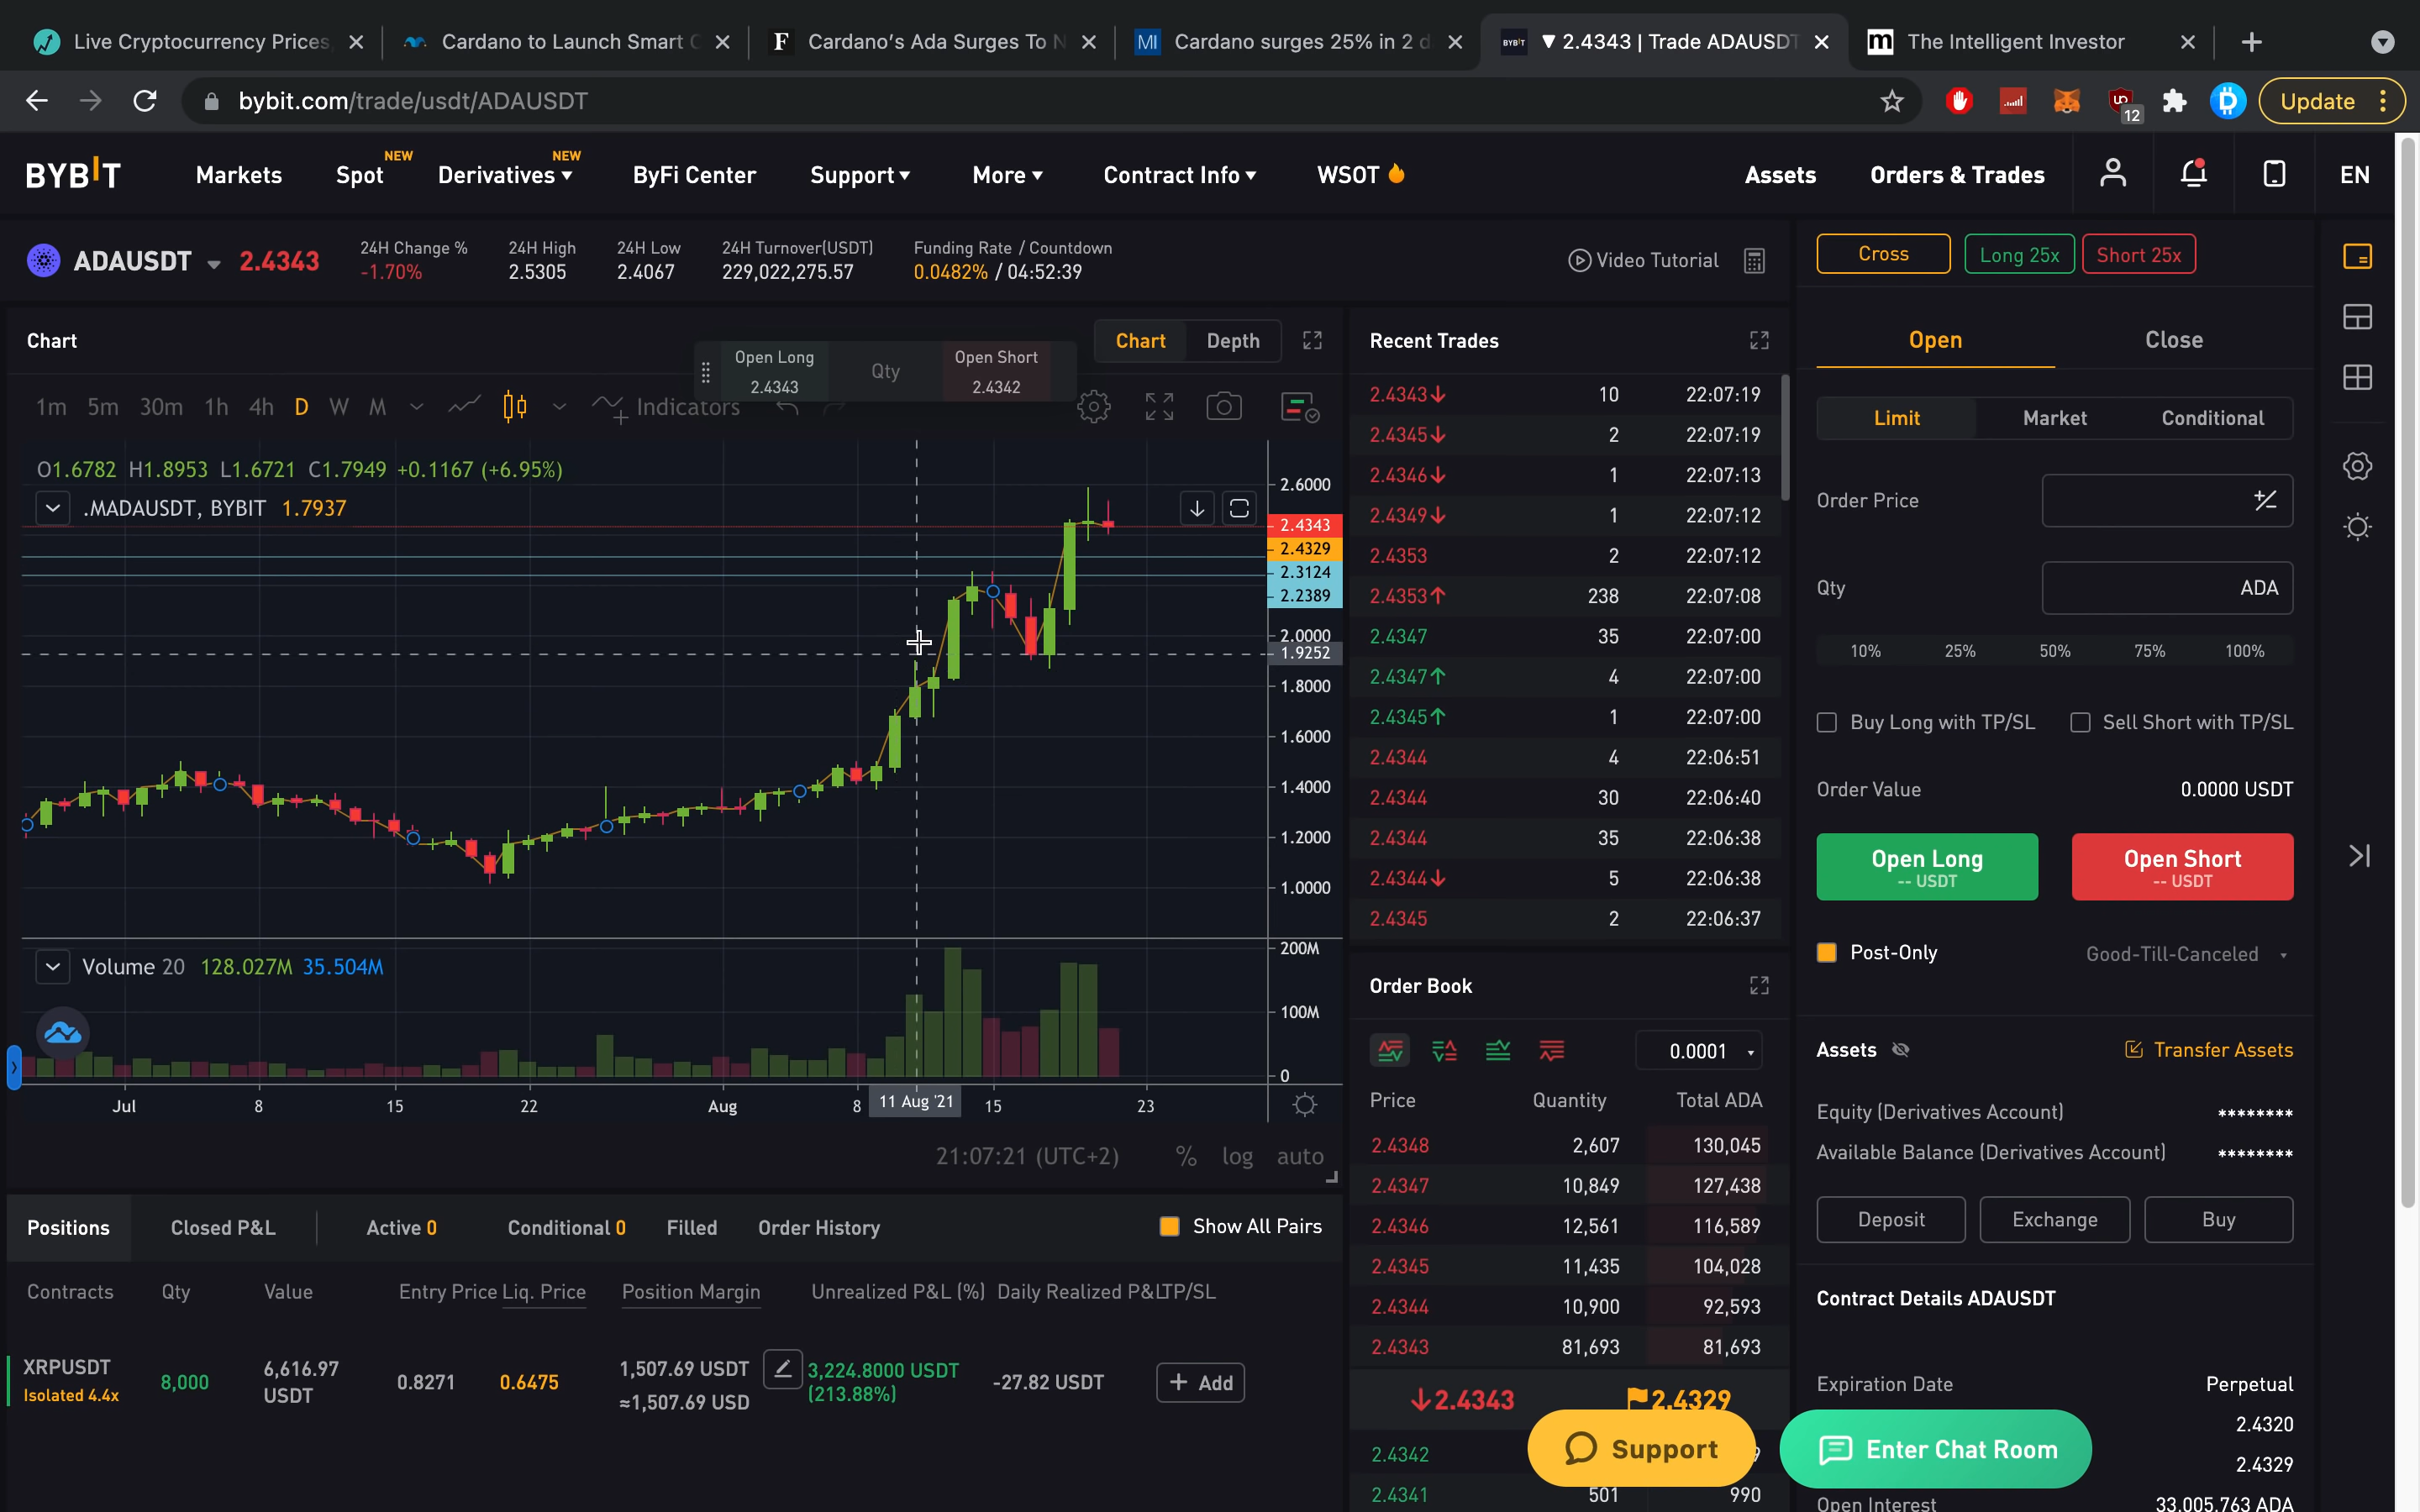 Live Cryptocurrency Prices
Cardano to Launch Smart C
Cardano's Ada Surges To N
Cardano surges 25% in 2 d
▼ 2.4343 | Trade ADAUSDT
The Intelligent Investor
bybit.com/trade/usdt/ADAUSDT
12
Update
BYBIT
Markets
Spot NEW
Derivatives NEW
ByFi Center
Support
More
Contract Info
WSOT
Assets
Orders & Trades
EN
ADAUSDT 2.4343
24H Change %
-1.70%
24H High
2.5305
24H Low
2.4067
24H Turnover(USDT)
229,022,275.57
Funding Rate / Countdown
0.0482% / 04:52:39
Video Tutorial
Chart
Open Long
2.4343
Qty
Open Short
2.4342
Chart Depth
1m 5m 30m 1h 4h D W M
Indicators
O1.6782 H1.8953 L1.6721 C1.7949 +0.1167 (+6.95%)
.MADAUSDT, BYBIT 1.7937
2.6000
2.4343
2.4329
2.3124
2.2389
2.0000
1.9252
1.8000
1.6000
1.4000
1.2000
1.0000
Volume 20 128.027M 35.504M
200M
100M
0
Jul 8 15 22 Aug 8 11 Aug '21 15 23
21:07:21 (UTC+2) % log auto
Positions
Closed P&L
Active 0
Conditional 0
Filled
Order History
Show All Pairs
Contracts Qty Value Entry Price Liq. Price Position Margin Unrealized P&L (%) Daily Realized P&L TP/SL
XRPUSDT
Isolated 4.4x
8,000
6,616.97
USDT
0.8271
0.6475
1,507.69 USDT
≈1,507.69 USD
3,224.8000 USDT
(213.88%)
-27.82 USDT
+ Add
Recent Trades
2.4343 10 22:07:19
2.4345 2 22:07:19
2.4346 1 22:07:13
2.4349 1 22:07:12
2.4353 2 22:07:12
2.4353 238 22:07:08
2.4347 35 22:07:00
2.4347 4 22:07:00
2.4345 1 22:07:00
2.4344 4 22:06:51
2.4344 30 22:06:40
2.4344 35 22:06:38
2.4344 5 22:06:38
2.4345 2 22:06:37
Order Book
0.0001
Price Quantity Total ADA
2.4348 2,607 130,045
2.4347 10,849 127,438
2.4346 12,561 116,589
2.4345 11,435 104,028
2.4344 10,900 92,593
2.4343 81,693 81,693
2.4343 2.4329
2.4342
2.4341 501 990
Support
Enter Chat Room
Cross
Long 25x
Short 25x
Open
Close
Limit
Market
Conditional
Order Price
Qty ADA
10% 25% 50% 75% 100%
Buy Long with TP/SL
Sell Short with TP/SL
Order Value 0.0000 USDT
Open Long
-- USDT
Open Short
-- USDT
Post-Only
Good-Till-Canceled
Assets
Transfer Assets
Equity (Derivatives Account) ********
Available Balance (Derivatives Account) ********
Deposit
Exchange
Buy
Contract Details ADAUSDT
Expiration Date Perpetual
2.4320
2.4329
Open Interest 33,005,763 ADA